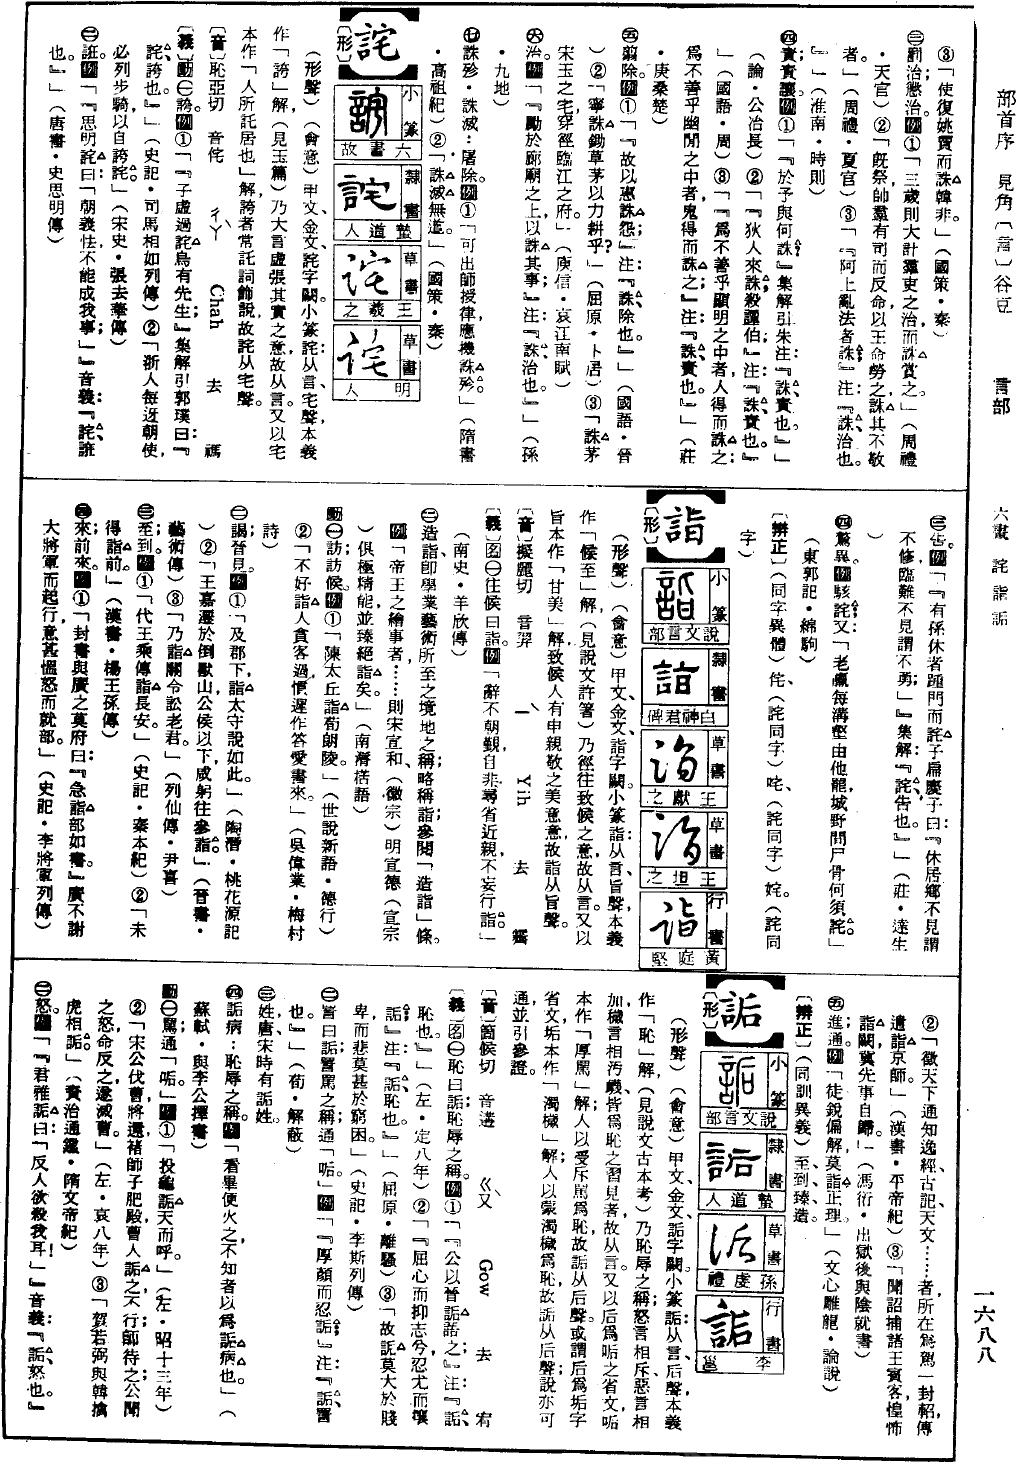 部首序　見角（言）谷豆　　言部　　六畫　詫詣詬　　一六八八
③「使復姚賈而誅韓非。」（國策・秦）
㊂罰治懲治。例①「三歲則大計羣吏之治而誅賞之。」（周禮
・天官）②「旣祭帥羣有司而反命以王命勞之誅其不敬
者。」（周禮・夏官）③「『阿上亂法者誅』注：『誅治也。
』」（淮南・時則）
㊃責責讓。例①「『於予與何誅』集解引朱注：『誅責也。』」
（論・公冶長）②「『狄人來誅殺譚伯』注：『誅責也。』
」（國語・周）③「『爲不善乎顯明之中者人得而誅之；
爲不善乎幽閒之中者鬼得而誅之』注『誅責也。』」（莊
・庚桑楚）
㊄翦除。例①「『故以惠誅怨』注：『誅除也。』」（國語・晉
）②「寧誅鋤草茅以力耕乎？」（屈原・卜居）③「誅茅
宋玉之宅，穿徑臨江之府。」（庾信・哀江南賦）
㊅治。例「『勵於廊廟之上以誅其事』注：『誅治也。』」（孫
・九地）
㊆誅殄・誅滅：屠除。例①「可出師授律應機誅殄。」（隋書
・高祖紀）②「誅滅無道。」（國策・秦）
【詫】
〔形〕
小篆　六書故
隸書　蟄道人
草書　王羲之
草書　明人
（形聲）（會意）甲文、金文詫字闕。小篆詫：从言、宅聲，本義
作「誇」解（見玉篇）乃大言虛張其實之意，故从言。又以宅
本作「人所託居也」解，誇者常託詞飾說，故詫从宅聲。
〔音〕恥亞切　音侘　ㄔㄚˋ　Chah　去　禡
〔義〕動㊀誇。例①「『子虛過詫烏有先生』集解引郭璞曰：『
詫誇也。』」（史記・司馬相如列傳）②「浙人每迓朝使，
必列步騎以自誇詫。」（宋史・張去華傳）
㊁誑。例「『思明詫曰：「朝義怯不能成我事」』音義：『詫誑
也。』」（唐書・史思明傳）
㊂告。例「『有孫休者踵門而詫子扁慶子曰：『休居鄉不見謂
不修，臨難不見謂不勇』』集解：『詫告也。』」（莊・達生
）
㊃驚異。例「駭詫又」「老羸每溝壑，由他龍城野問尸骨何須詫。」
（東郭記・綿駒）
〔辨正〕（同字異體）侘、（詫同字）咤、（詫同字）姹。（詫同
字）
【詣】
〔形〕
小篆　說文言部
隸書　白神君碑
草書　王獻之
草書　王坦之
行書　黃庭堅
（形聲）（會意）甲文、金文詣字闕。小篆詣：从言、旨聲，本義
作「候至」解（見說文許箸）乃徑往致候之意，故从言。又以
旨本作「甘美」解，致候人有申親敬之美意，故詣从旨聲。
〔音〕擬麗切　音羿　ㄧˋ　Yih　去　霽
〔義〕名㊀往候曰詣。例「辭不朝覲，自非尋省近親，不妄行詣。」
（南史・羊欣傳）
㊁造詣卽學業藝術所至之境地之稱，略稱詣；參閱「造詣」條。
例「帝王之繪事者……則宋宣和（徽宗）明宣德（宣宗
）俱極精能並臻絕詣矣。」（南濟楛語）
動㊀訪；訪候。例①「陳太丘詣荀朗陵。」（世說新語・德行）
②「不好詣人貪客過，慣遲作答愛書來。」（吳偉業・梅村
詩）
㊁謁晉見。例①「及郡下，詣太守說如此。」（陶潛・桃花源記
）②「王嘉遷於倒獸山，公侯以下咸躬往參詣。」（晉書・
藝術傳）③「乃詣關令訟老君。」（列仙傳・尹喜）
㊂至；到。例①「代王乘傳詣長安。」（史記・秦本紀）②「未
得詣前。」（漢書・楊王孫傳）
㊃來；前來。例①「封書與廣之莫府曰：『急詣部如書。』廣不謝
大將軍而起行，意甚慍怒而就部。」（史記・李將軍列傳）
②「徵天下通知逸經、古記、天文……者所在爲駕一封軺傳
遺詣京師。」（漢書・平帝紀）③「聞詔捕諸王賓客，惶怖
詣闕，冀先事自歸。」（馮衍・出獄後與陰就書）
㊄進通。例「徒銳偏解，莫詣正理。」（文心雕龍・論說）
〔辨正〕（同訓異義）至、到、臻、造。
【詬】
〔形〕
小篆　說文言部
隸書　蟄道人
草書　孫虔禮
行書　李邕
（形聲）（會意）甲文、金文詬字闕。小篆詬：从言、后聲，本義
作「恥」解（見說文古本考）乃恥辱之稱；怒言相斥，惡言相
加，穢言相汚衊，皆爲恥之習見者，故从言。又以后爲垢之省文，垢
本作「厚罵」解；人以受斥罵爲恥，故詬从后聲。或謂后爲垢字
省文，垢本作「濁穢」解，人以蒙濁穢爲恥，故詬从后聲，說亦可
通，並引參證。
〔音〕箇候切　音遘　ㄍㄡˋ　Gow　去　宥
〔義〕名㊀恥曰詬，恥辱之稱。例①「『公以晉詬語之』注：『詬
恥也。』」（左・定八年）②「『屈心而抑志兮，忍尤而攘
詬』注：『詬恥也。』」（屈原・離騷）③「故詬莫大於賤
卑，而悲莫甚於窮困。」（史記・李斯列傳）
㊁詈曰詬，詈罵之稱，通「垢」。例「『厚顏而忍詬』注『詬詈
也。』」（荀・解蔽）
㊂姓，唐宋時有詬姓。
㊃詬病：恥辱之稱。例「看畢便火之，不知者以爲詬病也。」（
蘇軾・與李公擇書）
動㊀罵；通「垢」。例①「投龜詬天而呼。」（左・昭十三年）
②「宋公伐曹，將還，褚師子肥殿，曹人詬之，不行，師待之，公聞
之怒，命反之，遂滅曹。」（左・哀八年）③「賀若弼與韓擒
虎相詬。」（資治通鑑・隋文帝紀）
㊁怒。例「『君雅詬曰：「反人欲殺我耳！」』音義：『詬怒也。』